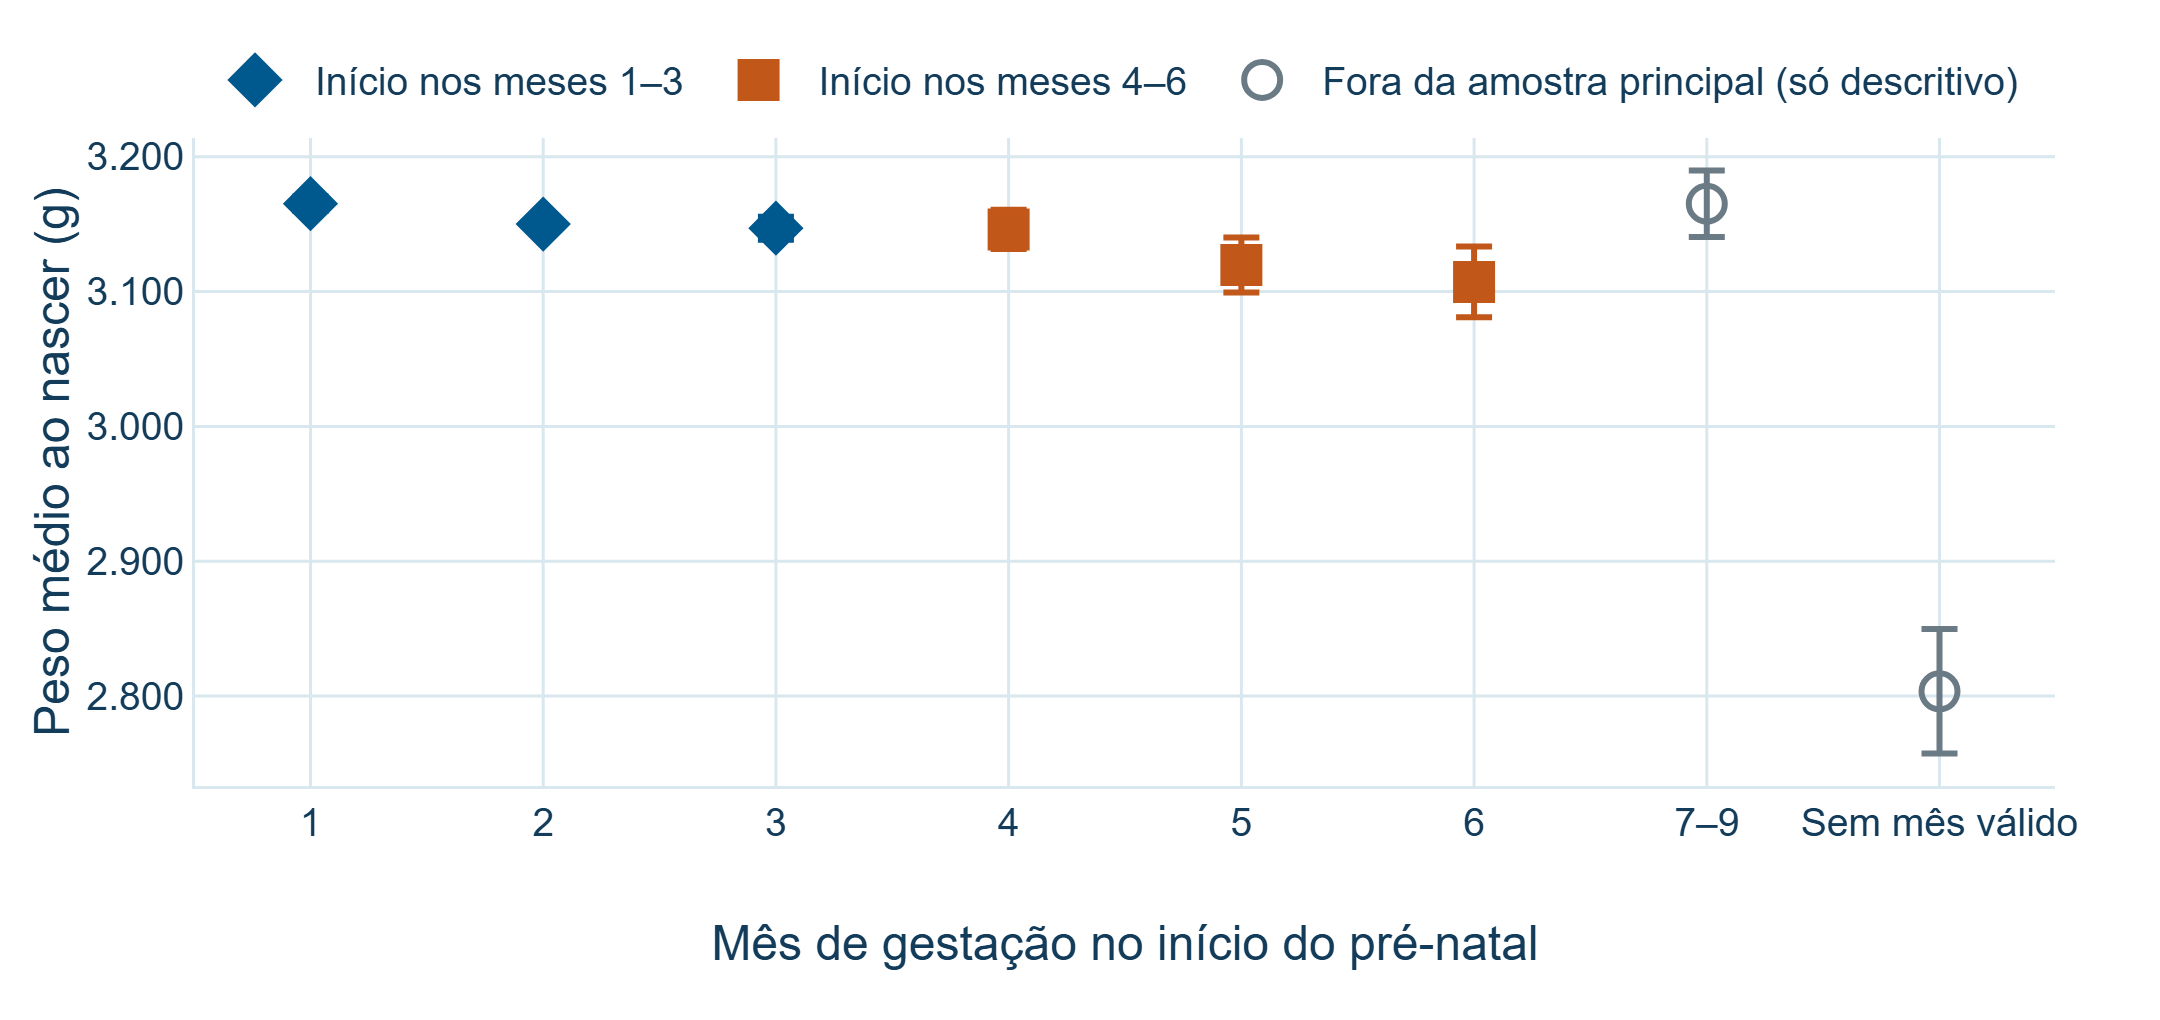 Início nos meses 1–3 Início nos meses 4–6 Fora da amostra principal (só descritivo)
Peso médio ao nascer (g)
3.200
3.100
3.000
2.900
2.800
1 2 3 4 5 6 7–9 Sem mês válido
Mês de gestação no início do pré-natal